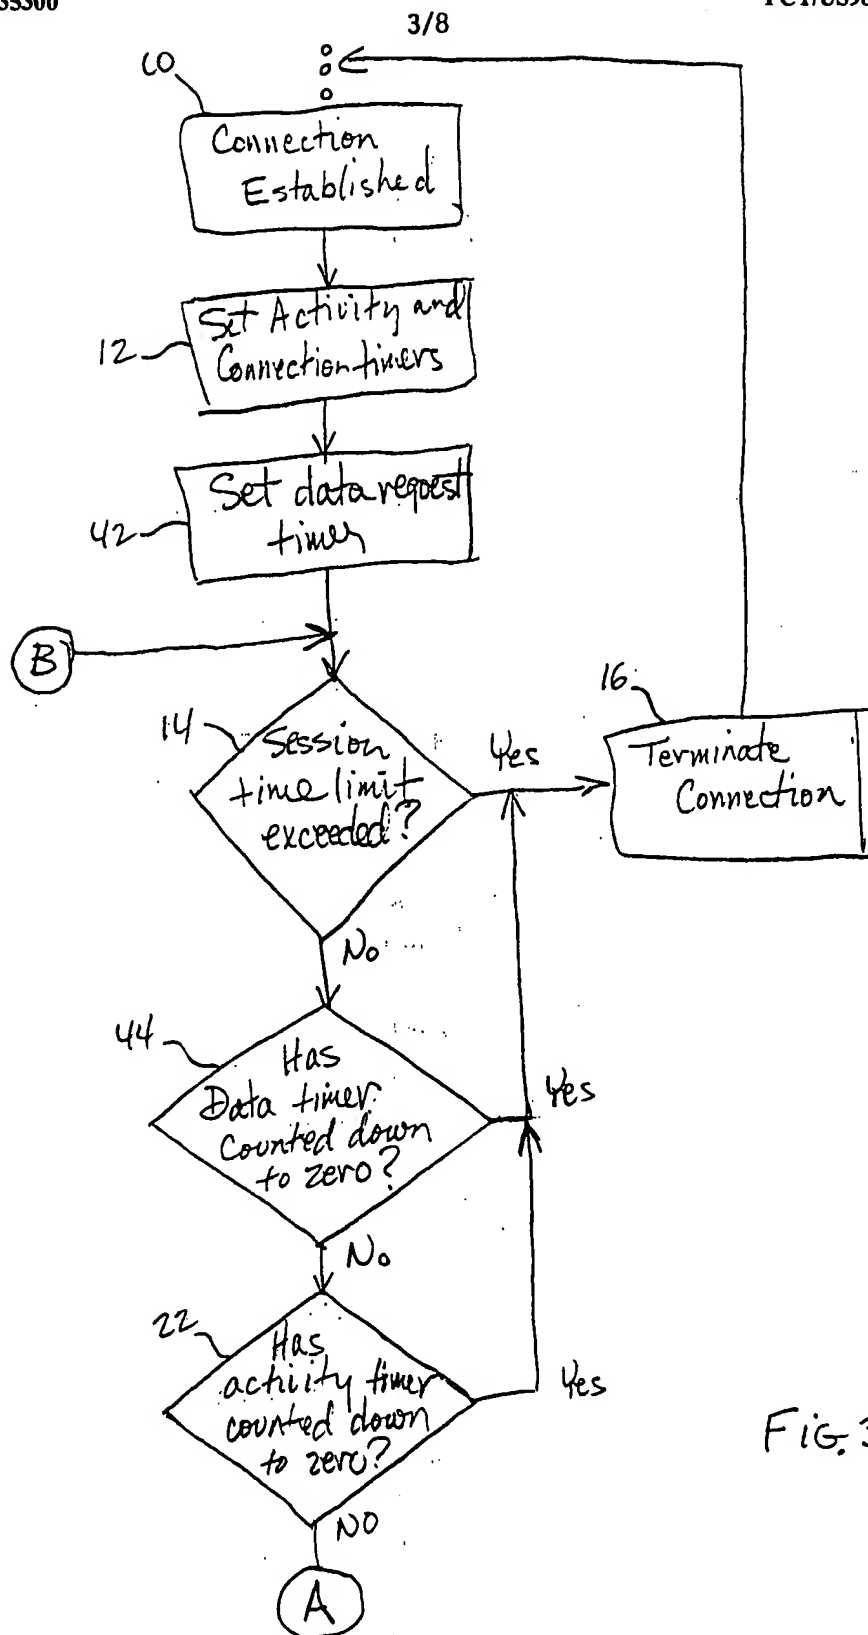 3/8
10
Connection
Established
12
Set Activity and
Connection timers
42
Set data request
timer
B
14
Session
time limit
exceeded?
Yes
16
Terminate
Connection
No
44
Has
Data timer
counted down
to zero?
Yes
No
22
Has
activity timer
counted down
to zero?
Yes
NO
FIG. 3
A